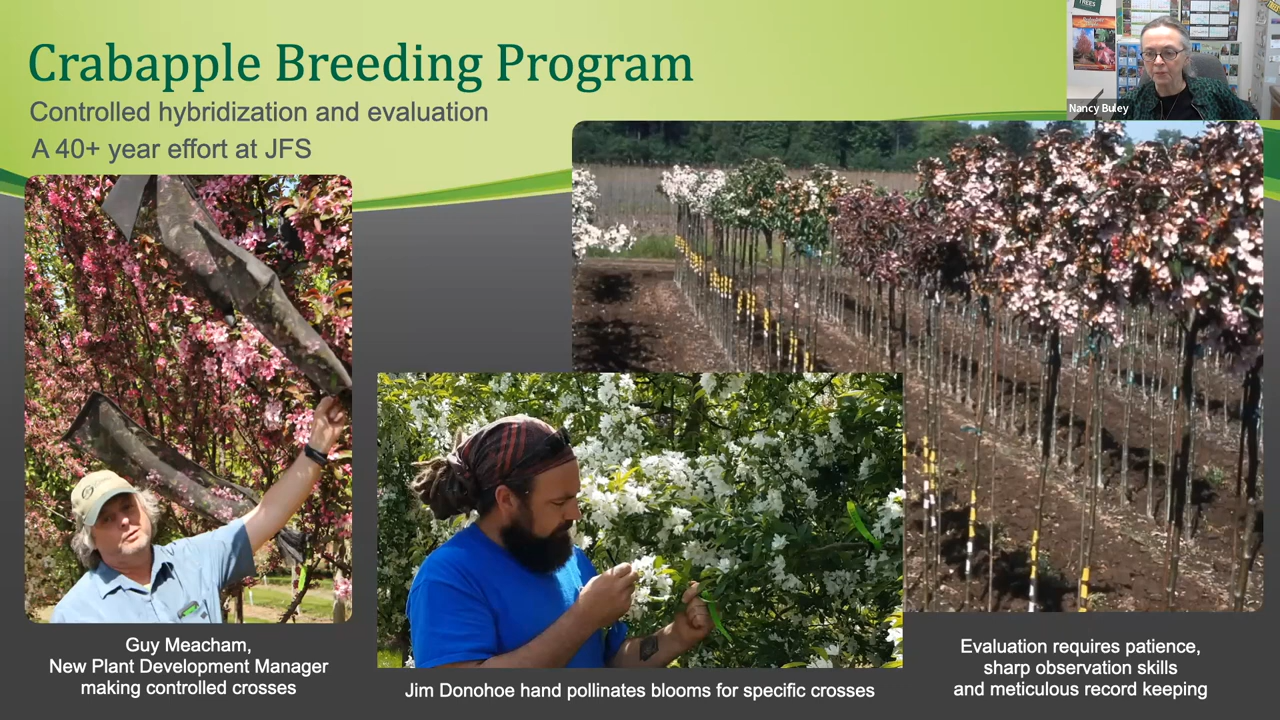 Crabapple Breeding Program
Controlled hybridization and evaluation
A 40+ year effort at JFS
TREES
Nancy Buley
Guy Meacham,
New Plant Development Manager
making controlled crosses
Jim Donohoe hand pollinates blooms for specific crosses
Evaluation requires patience,
sharp observation skills
and meticulous record keeping